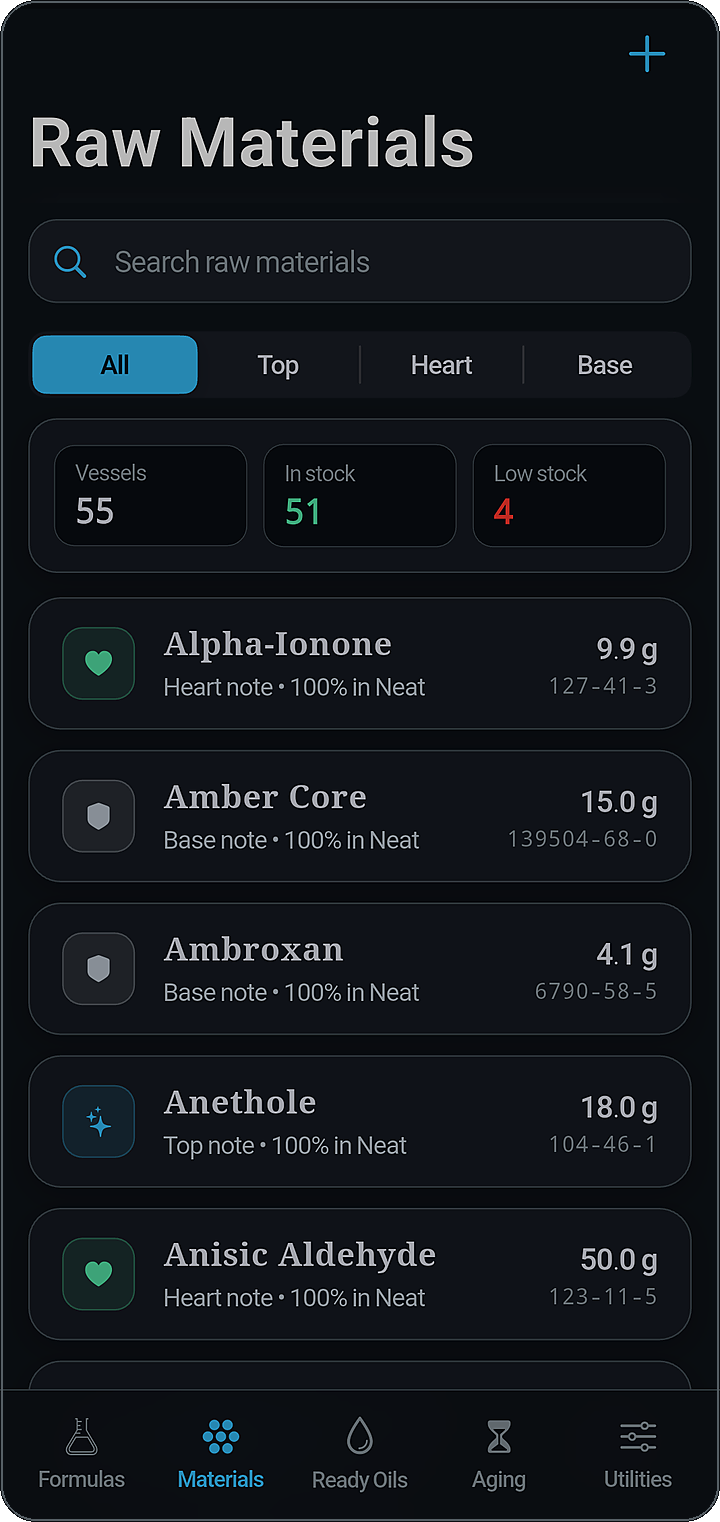 Raw Materials
Search raw materials
All Top Heart Base
Vessels In stock Low stock
55 51 4
Alpha-Ionone 9.9 g
Heart note • 100% in Neat 127-41-3
Amber Core 15.0 g
Base note • 100% in Neat 139504-68-0
Ambroxan 4.1 g
Base note • 100% in Neat 6790-58-5
Anethole 18.0 g
Top note • 100% in Neat 104-46-1
Anisic Aldehyde 50.0 g
Heart note • 100% in Neat 123-11-5
Formulas Materials Ready Oils Aging Utilities